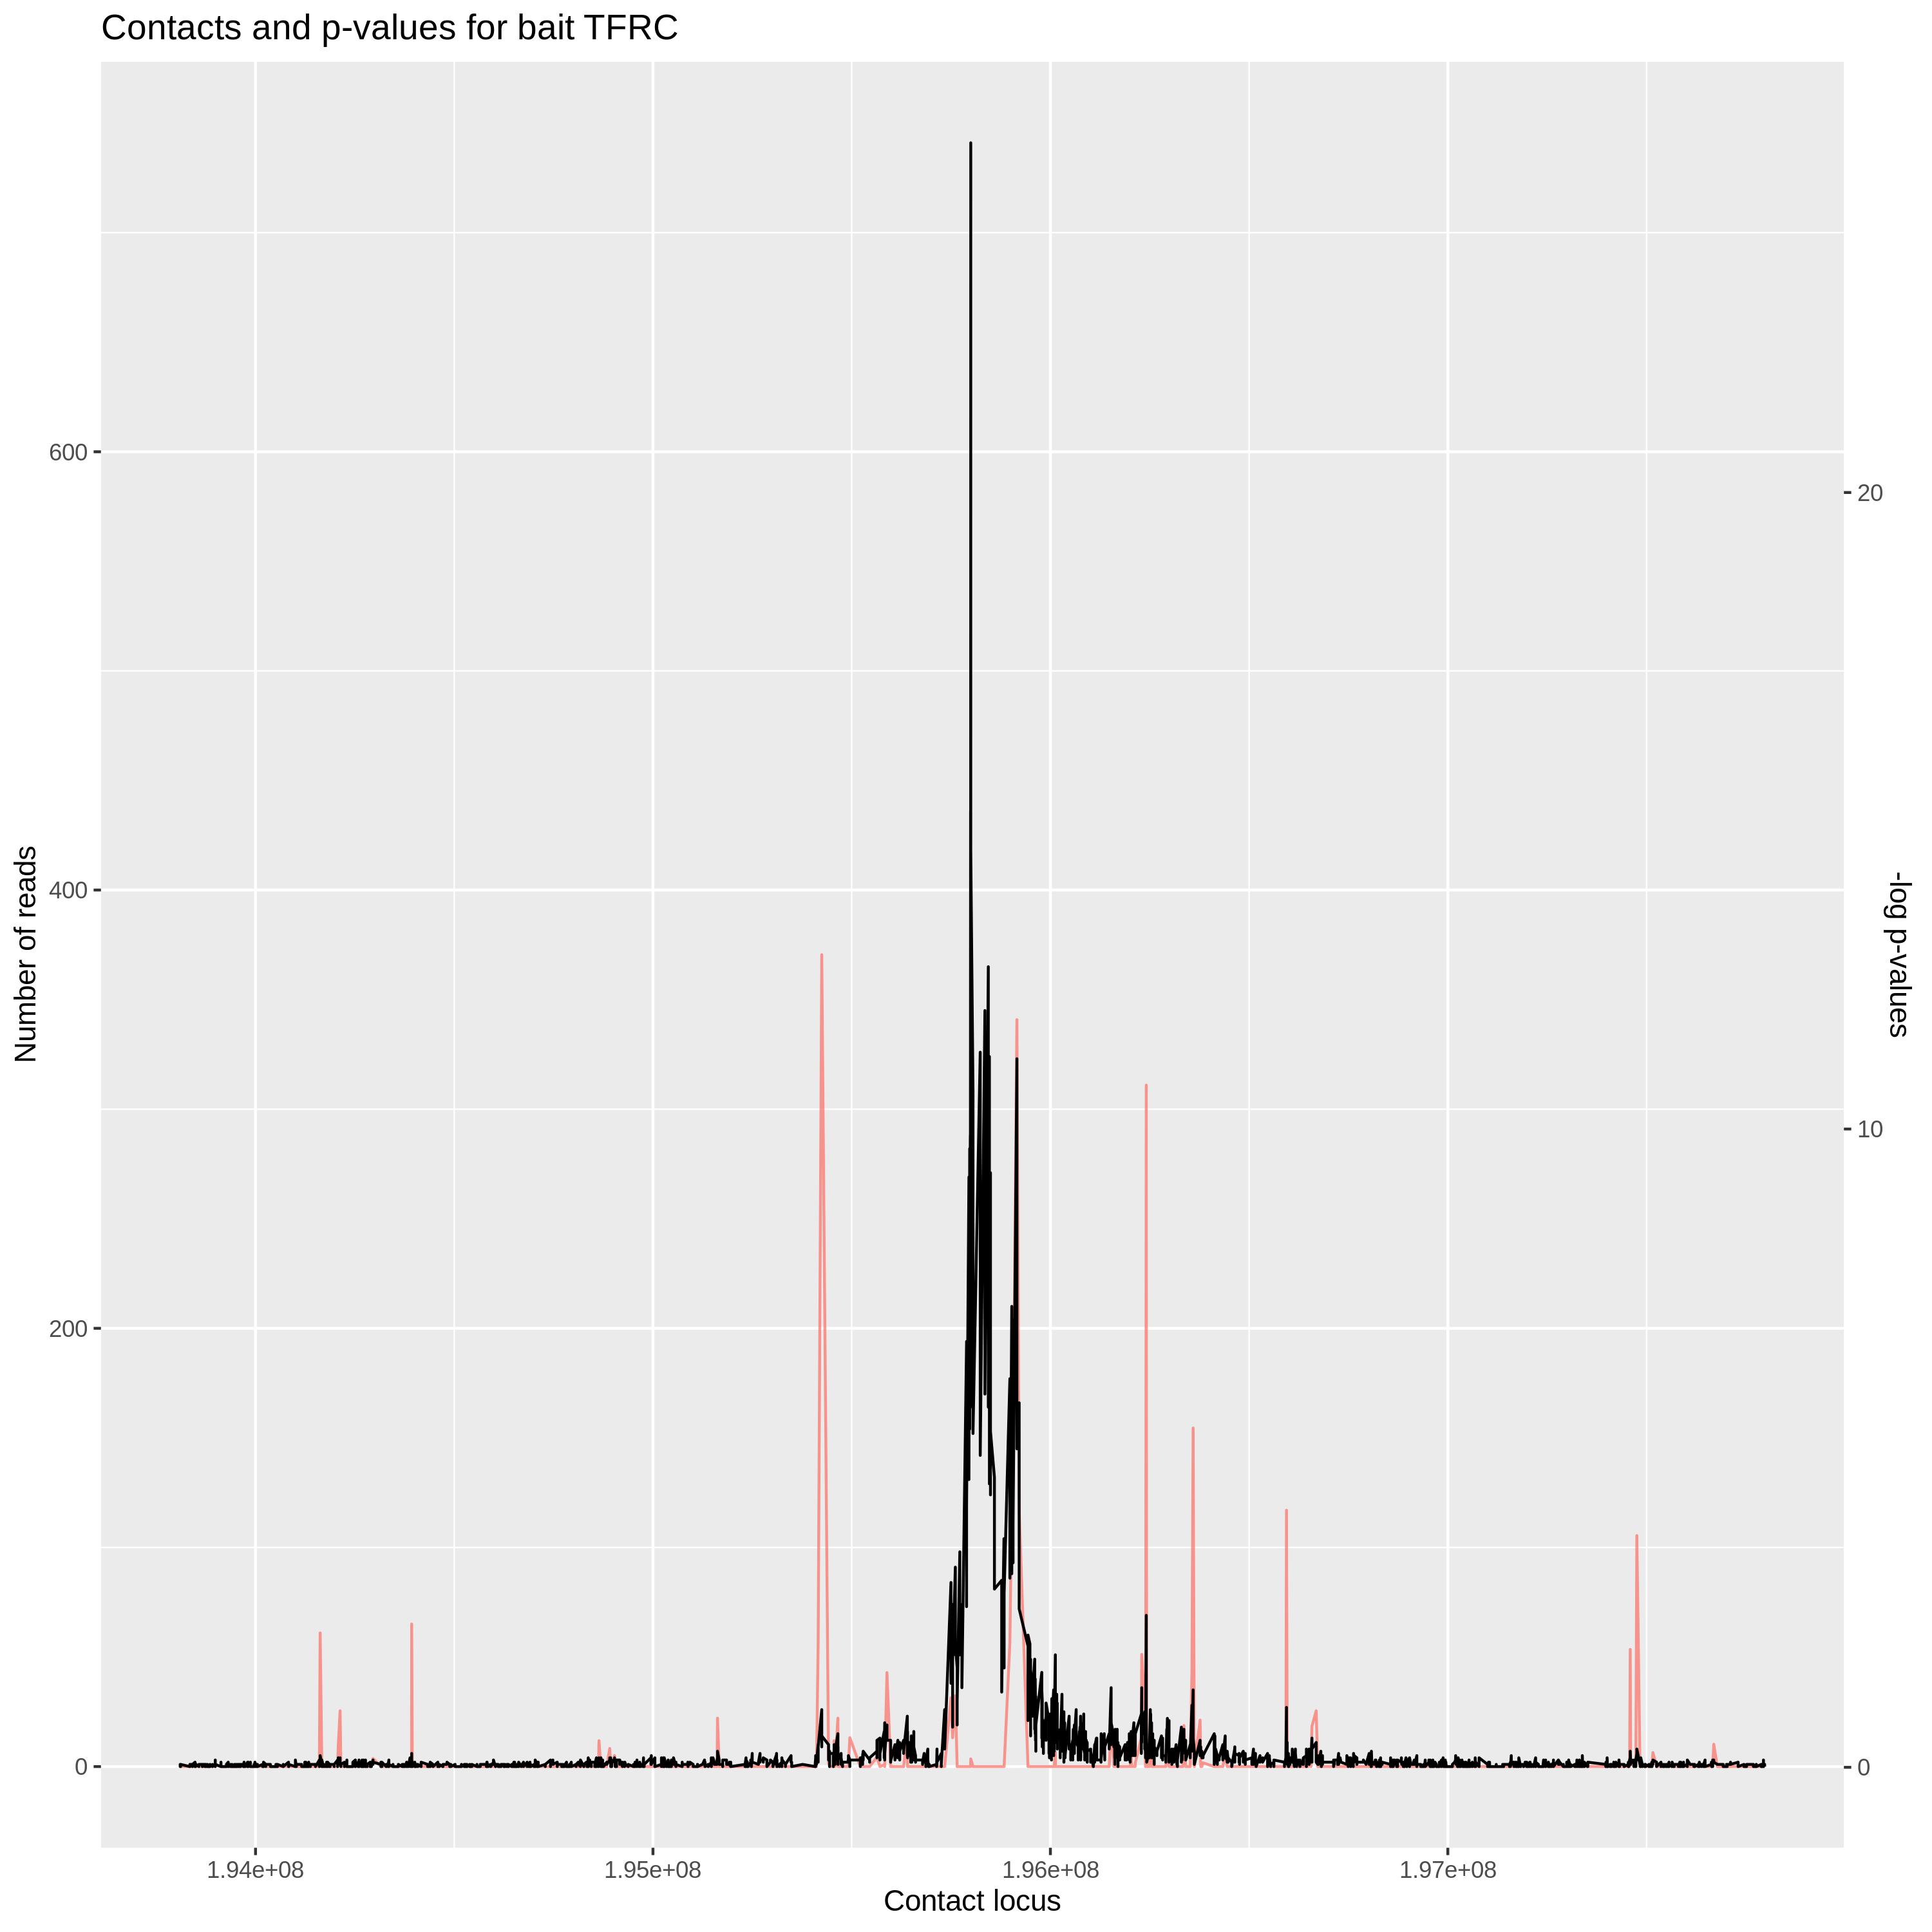 Contacts and p-values for bait TFRC
Number of reads
600
400
200
0
20
10
0
-log p-values
1.94e+08
1.95e+08
1.96e+08
1.97e+08
Contact locus